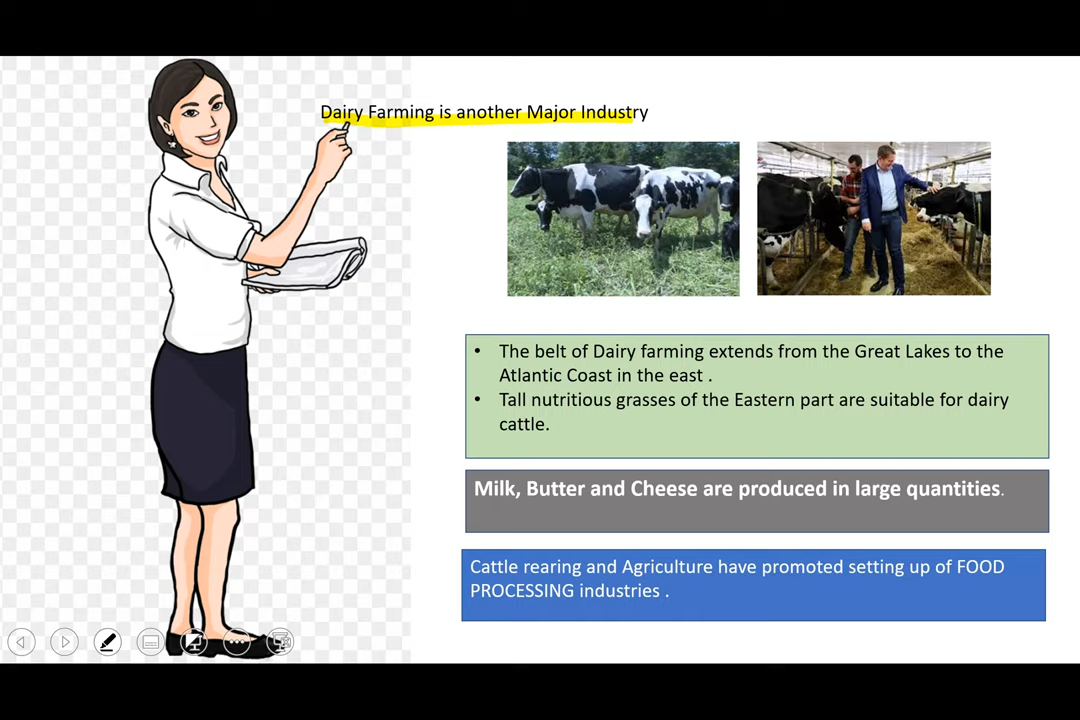 Dairy Farming is another Major Industry
• The belt of Dairy farming extends from the Great Lakes to the
Atlantic Coast in the east .
• Tall nutritious grasses of the Eastern part are suitable for dairy
cattle.
Milk, Butter and Cheese are produced in large quantities.
Cattle rearing and Agriculture have promoted setting up of FOOD
PROCESSING industries .